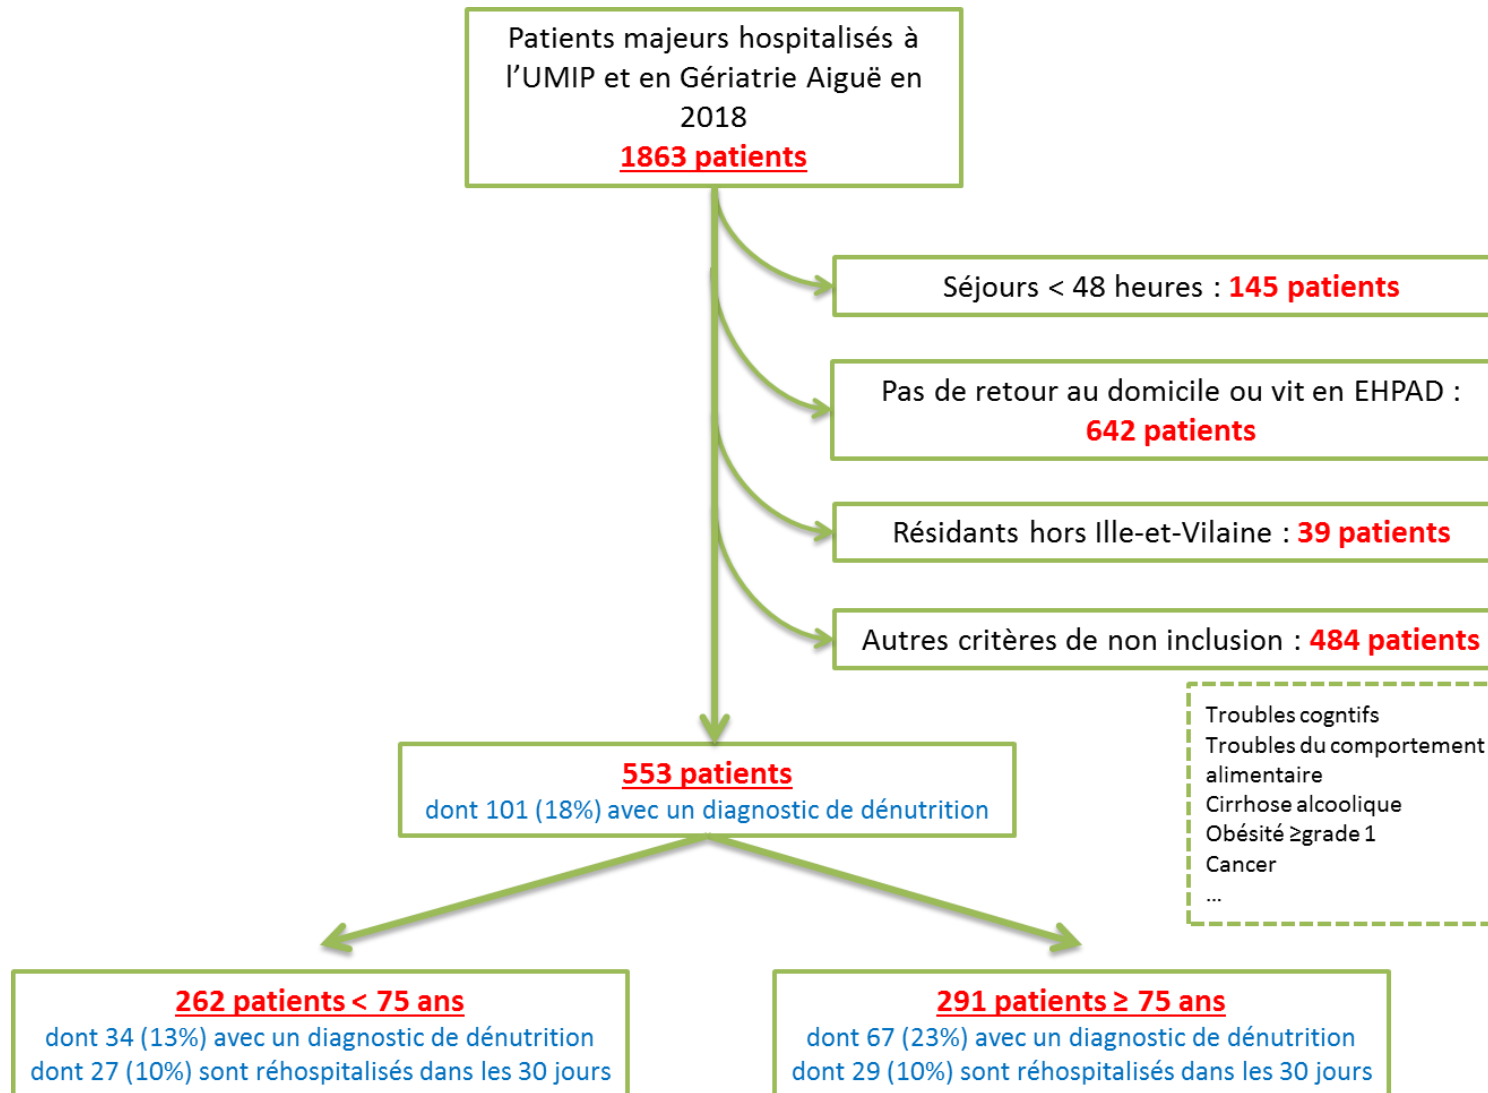 Patients majeurs hospitalisés à
l’UMIP et en Gériatrie Aiguë en
2018
1863 patients
Séjours < 48 heures : 145 patients
Pas de retour au domicile ou vit en EHPAD :
642 patients
Résidants hors Ille-et-Vilaine : 39 patients
Autres critères de non inclusion : 484 patients
Troubles cogntifs
Troubles du comportement
alimentaire
Cirrhose alcoolique
Obésité ≥grade 1
Cancer
...
553 patients
dont 101 (18%) avec un diagnostic de dénutrition
262 patients < 75 ans
dont 34 (13%) avec un diagnostic de dénutrition
dont 27 (10%) sont réhospitalisés dans les 30 jours
291 patients ≥ 75 ans
dont 67 (23%) avec un diagnostic de dénutrition
dont 29 (10%) sont réhospitalisés dans les 30 jours